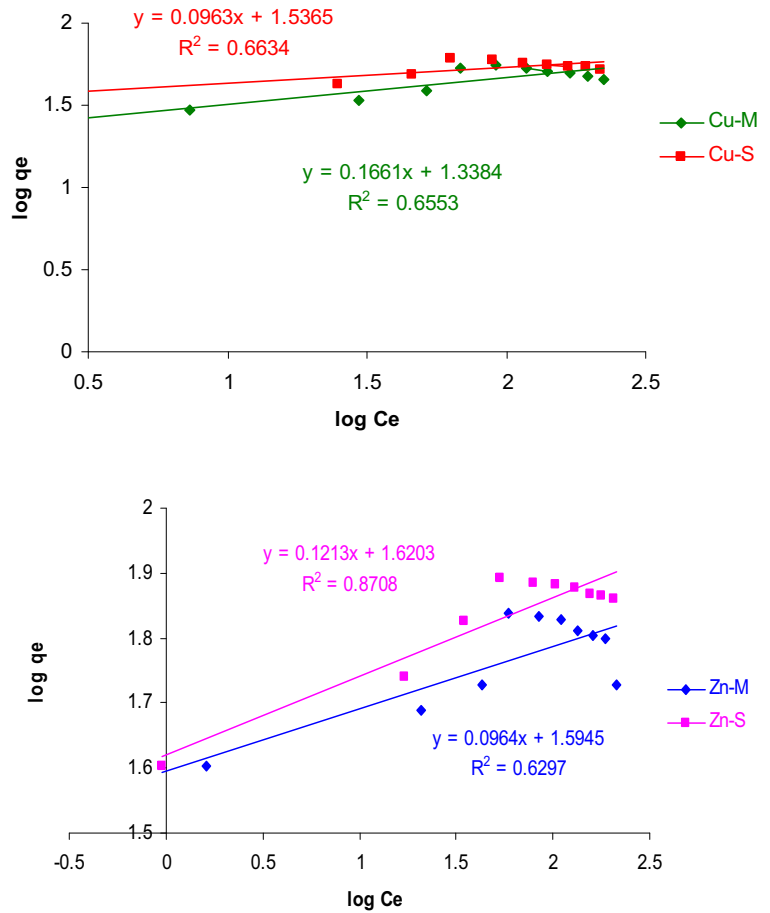 y = 0.0963x + 1.5365
R² = 0.6634
2
1.5
1
0.5
0
log qe
y = 0.1661x + 1.3384
R² = 0.6553
Cu-M
Cu-S
0.5
1
1.5
2
2.5
log Ce
2
1.9
1.8
1.7
1.6
1.5
log qe
y = 0.1213x + 1.6203
R² = 0.8708
y = 0.0964x + 1.5945
R² = 0.6297
Zn-M
Zn-S
-0.5
0
0.5
1
1.5
2
2.5
log Ce